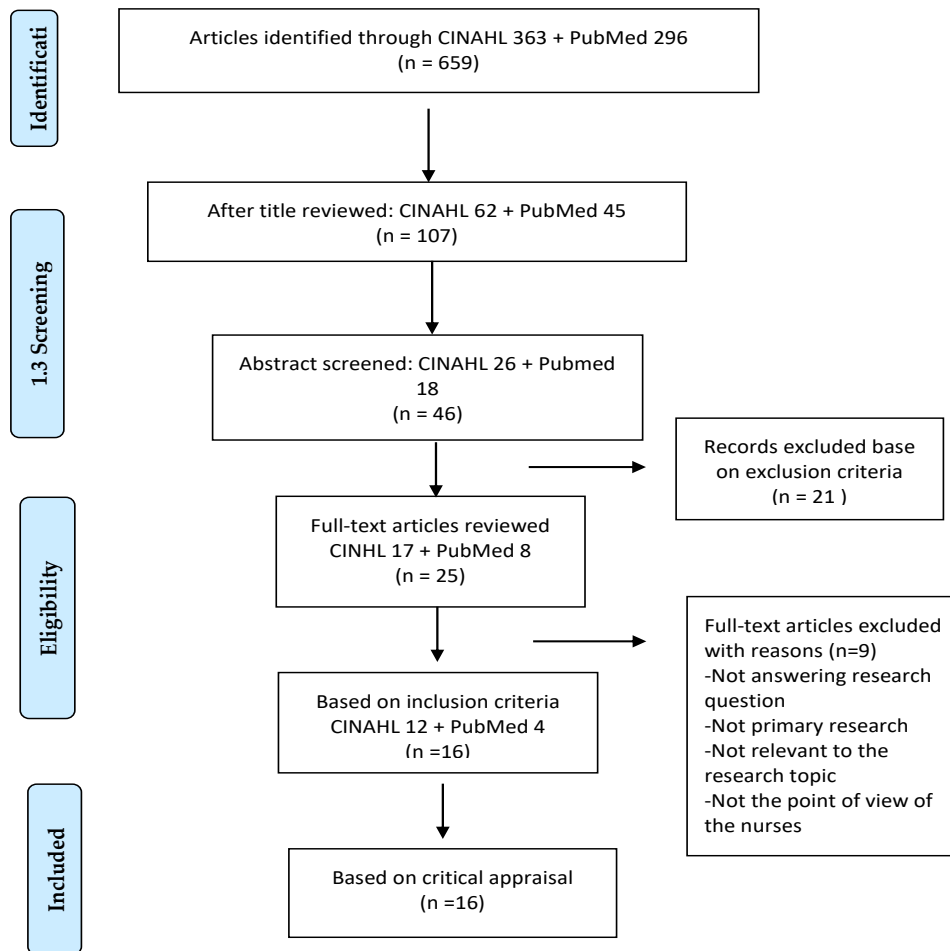 Identificati
Articles identified through CINAHL 363 + PubMed 296
(n = 659)
1.3 Screening
After title reviewed: CINAHL 62 + PubMed 45
(n = 107)
Abstract screened: CINAHL 26 + Pubmed
18
(n = 46)
Records excluded base
on exclusion criteria
(n = 21 )
Eligibility
Full-text articles reviewed
CINHL 17 + PubMed 8
(n = 25)
Full-text articles excluded
with reasons (n=9)
-Not answering research
question
-Not primary research
-Not relevant to the
research topic
-Not the point of view of
the nurses
Based on inclusion criteria
CINAHL 12 + PubMed 4
(n =16)
Included
Based on critical appraisal
(n =16)